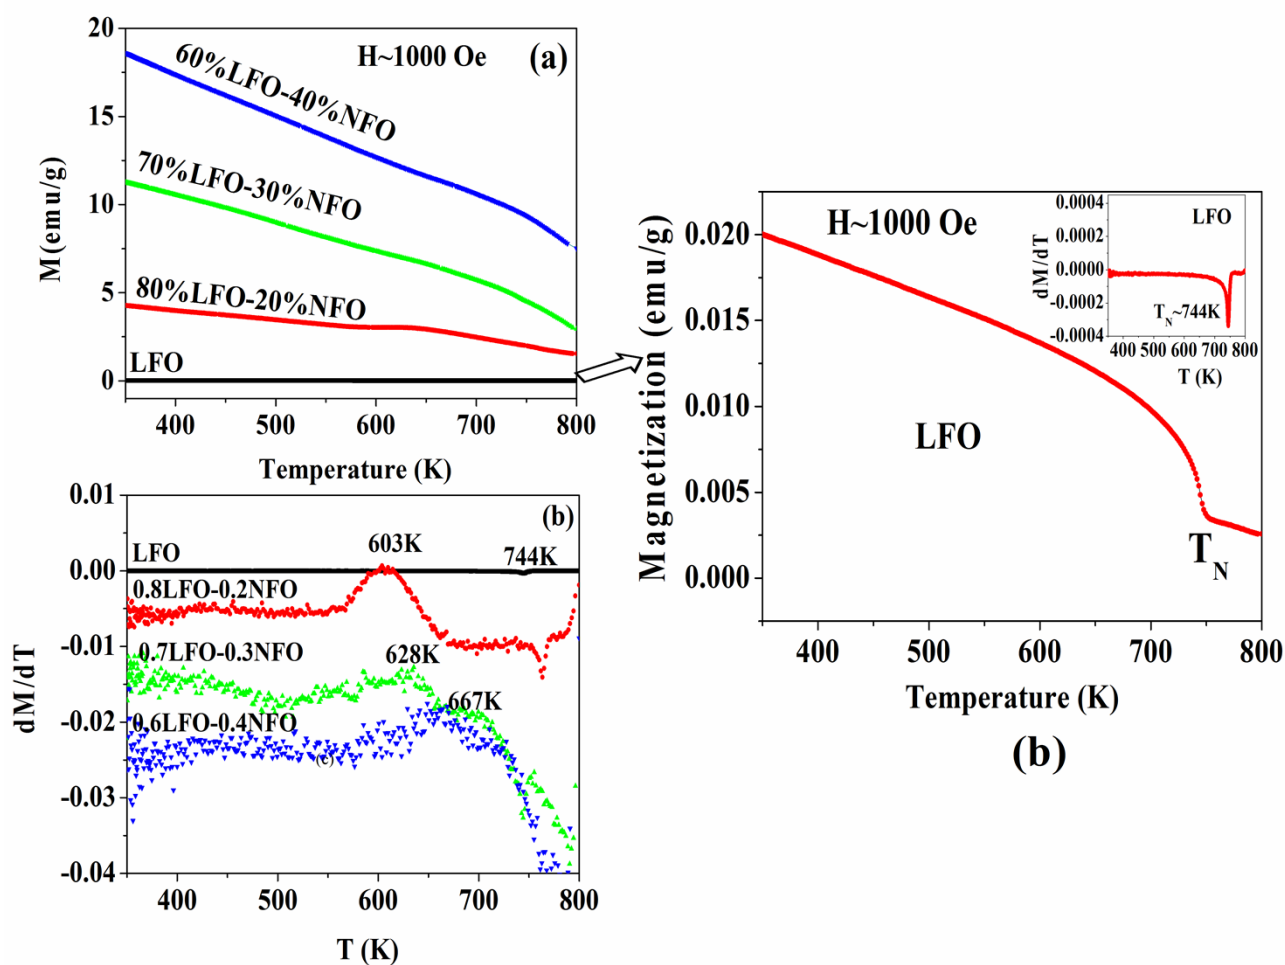 H~1000 Oe (a)
60%LFO-40%NFO
70%LFO-30%NFO
80%LFO-20%NFO
LFO
20
15
10
5
0
M(emu/g)
400 500 600 700 800
Temperature (K)
(b)
LFO
603K
744K
0.8LFO-0.2NFO
0.7LFO-0.3NFO
628K
667K
0.6LFO-0.4NFO
(c)
0.01
0.00
-0.01
-0.02
-0.03
-0.04
dM/dT
400 500 600 700 800
T (K)
H~1000 Oe
LFO
T_N
0.020
0.015
0.010
0.005
0.000
Magnetization (emu/g)
400 500 600 700 800
Temperature (K)
0.0004
0.0002
0.0000
-0.0002
-0.0004
dM/dT
LFO
T_N~744K
400 500 600 700 800
T (K)
(b)